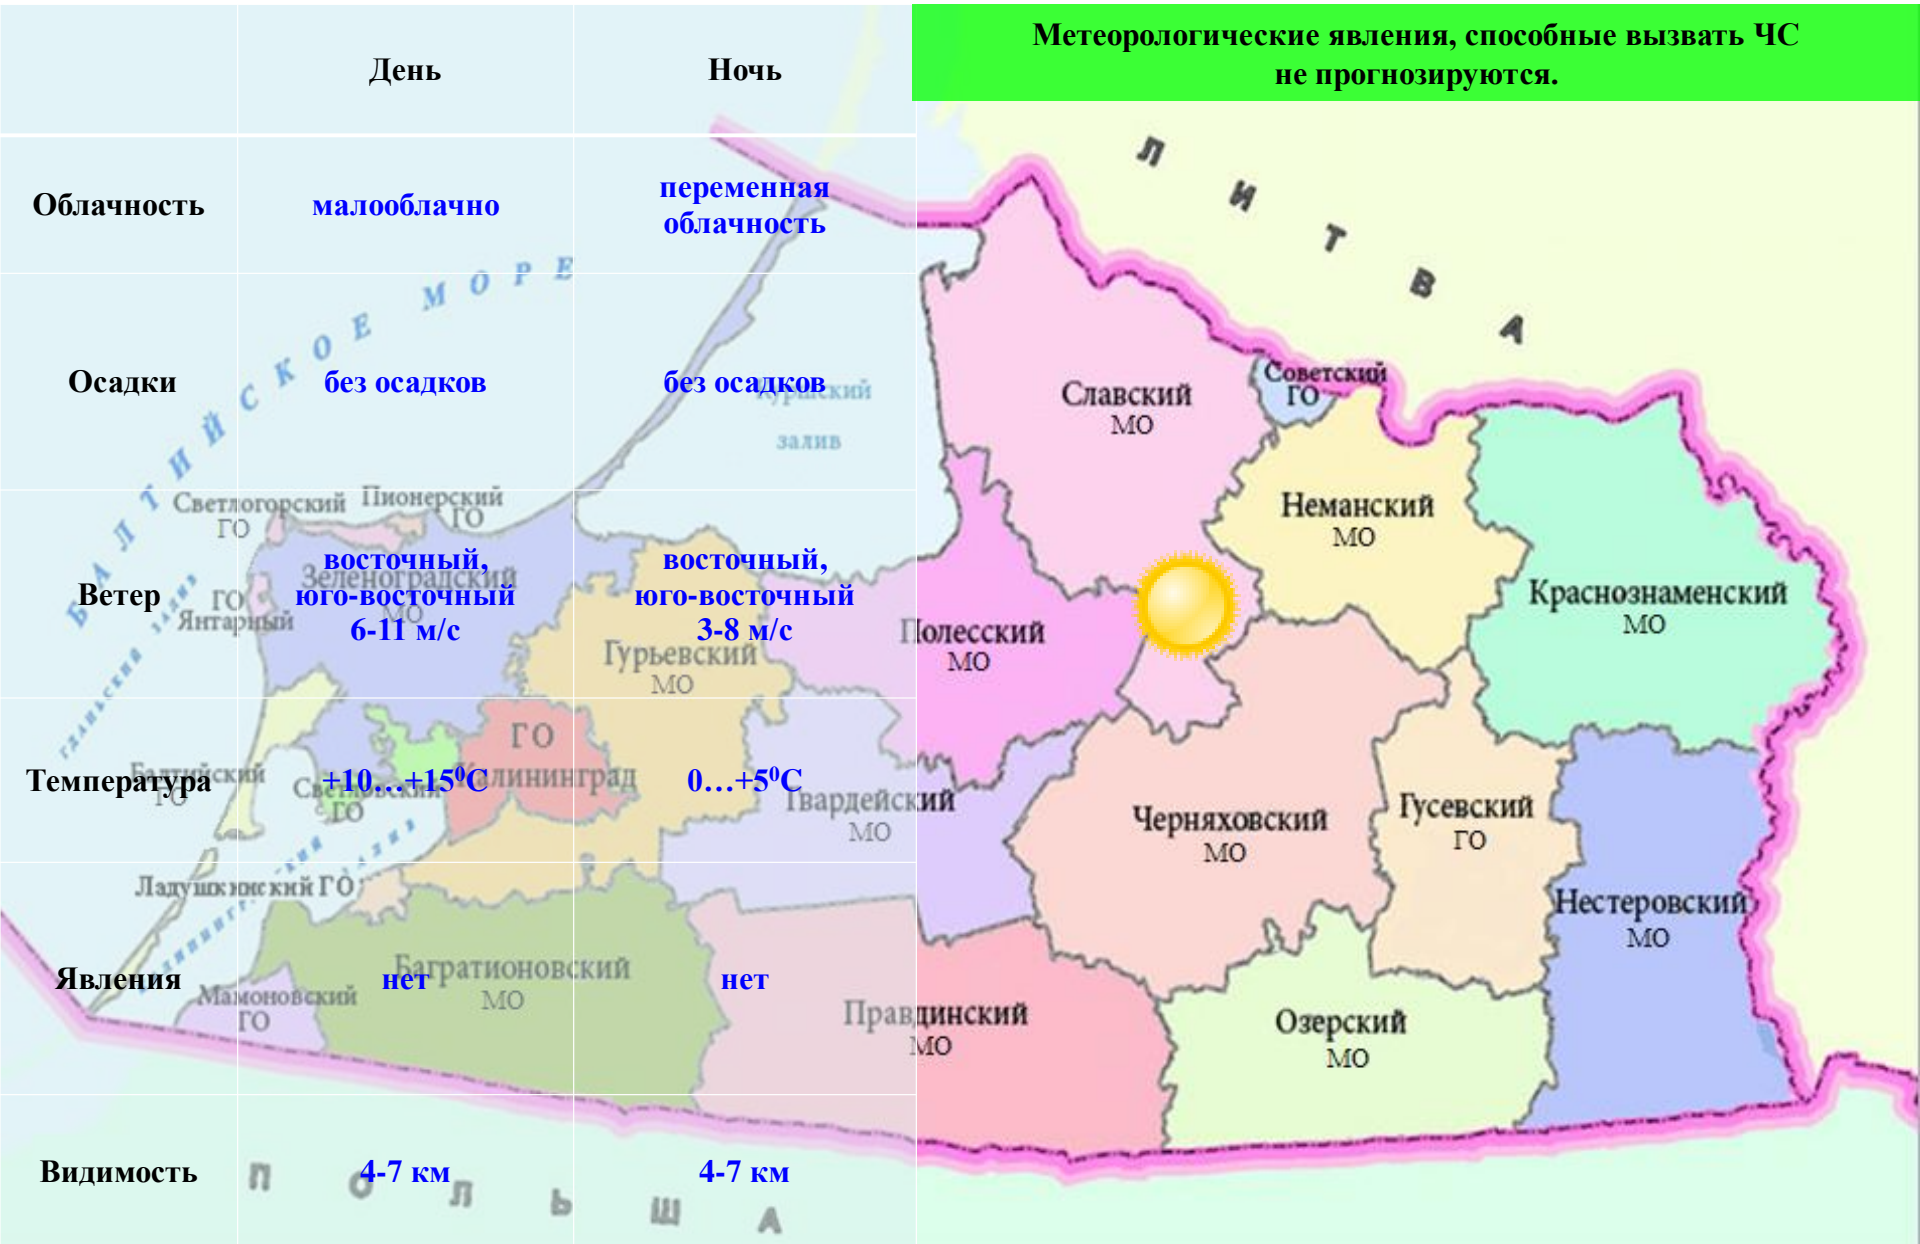 День
Ночь
Метеорологические явления, способные вызвать ЧС
не прогнозируются.
Облачность
малооблачно
переменная
облачность
Осадки
без осадков
без осадков
Ветер
восточный,
юго-восточный
6-11 м/с
восточный,
юго-восточный
3-8 м/с
Температура
+10…+15⁰С
0…+5⁰С
Явления
нет
нет
Видимость
4-7 км
4-7 км
БАЛТИЙСКОЕ МОРЕ
ЛИТВА
ПОЛЬША
Куршский
залив
Светлогорский
ГО
Пионерский
ГО
Зеленоградский
МО
ГО
Янтарный
Гурьевский
МО
ГО
Калининград
Балтийский
ГО
Светловский
ГО
Ладушкинский ГО
Мамоновский
ГО
Багратионовский
МО
Гвардейский
МО
Правдинский
МО
Полесский
МО
Славский
МО
Советский
ГО
Неманский
МО
Краснознаменский
МО
Черняховский
МО
Гусевский
ГО
Нестеровский
МО
Озерский
МО